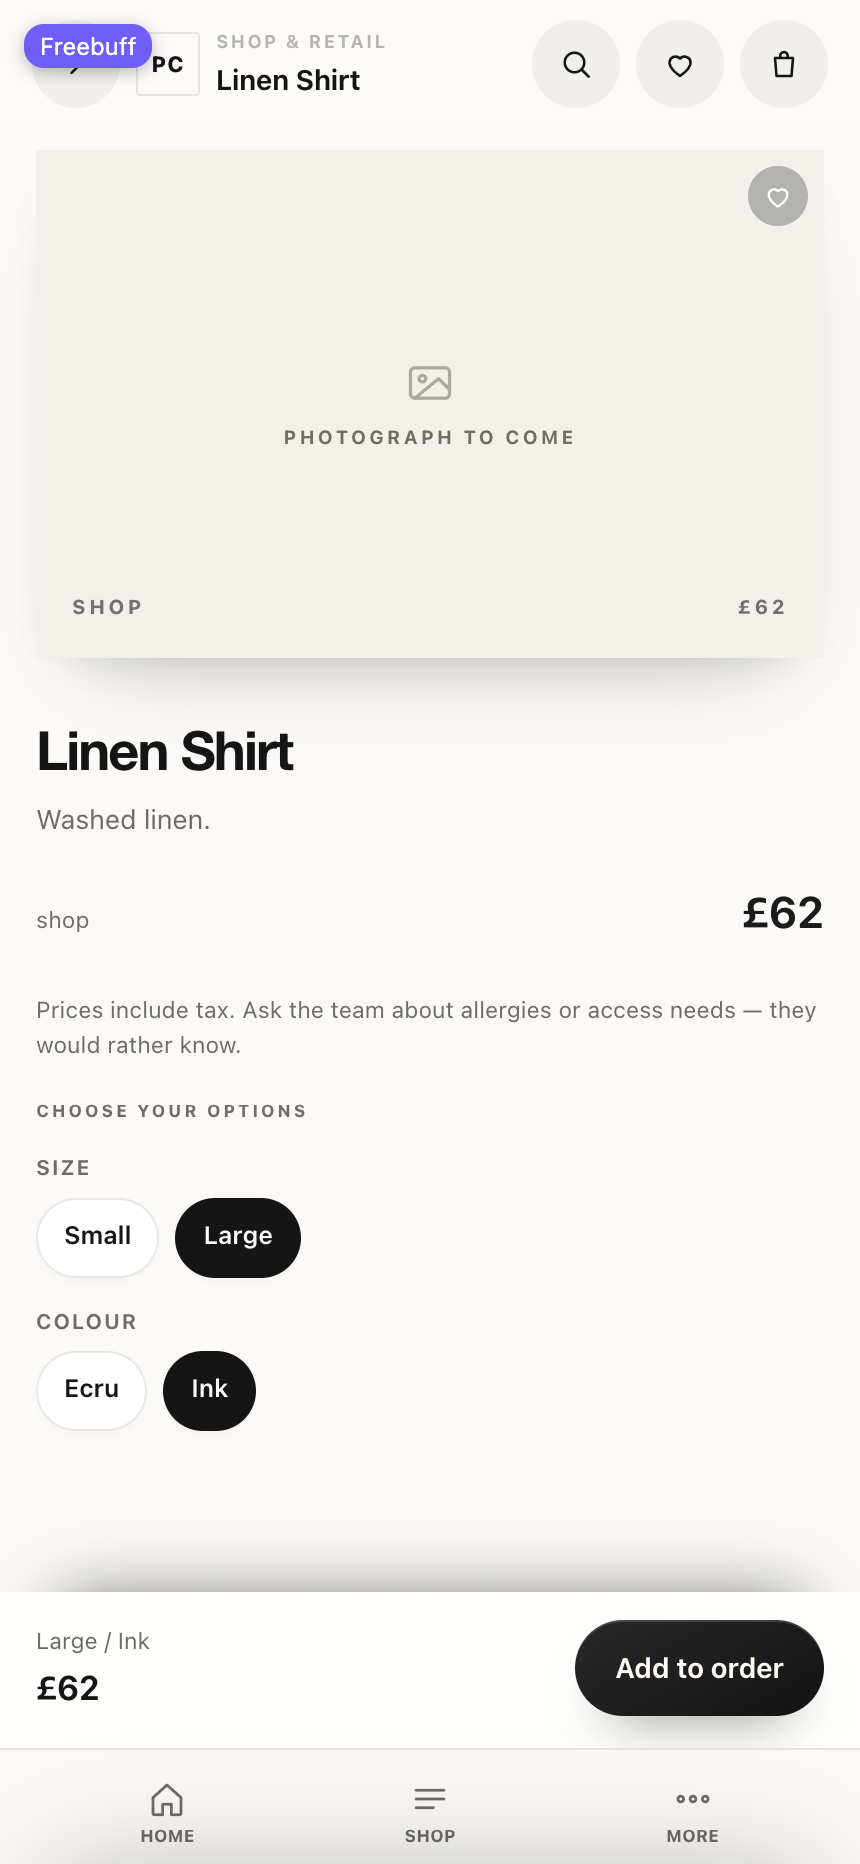 Freebuff
PC
SHOP & RETAIL
Linen Shirt
PHOTOGRAPH TO COME
SHOP
£62
Linen Shirt
Washed linen.
shop
£62
Prices include tax. Ask the team about allergies or access needs — they
would rather know.
CHOOSE YOUR OPTIONS
SIZE
Small
Large
COLOUR
Ecru
Ink
Large / Ink
£62
Add to order
HOME
SHOP
MORE